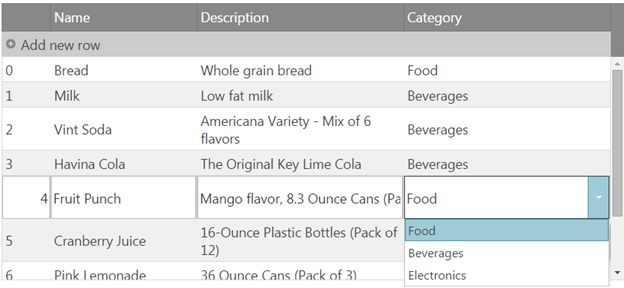 Name Description Category
Add new row
0 Bread Whole grain bread Food
1 Milk Low fat milk Beverages
2 Vint Soda Americana Variety - Mix of 6
flavors Beverages
3 Havina Cola The Original Key Lime Cola Beverages
4 Fruit Punch Mango flavor, 8.3 Ounce Cans (Pa Food
Food
5 Cranberry Juice 16-Ounce Plastic Bottles (Pack of
12) Beverages
6 Pink Lemonade 36 Ounce Cans (Pack of 3) Electronics